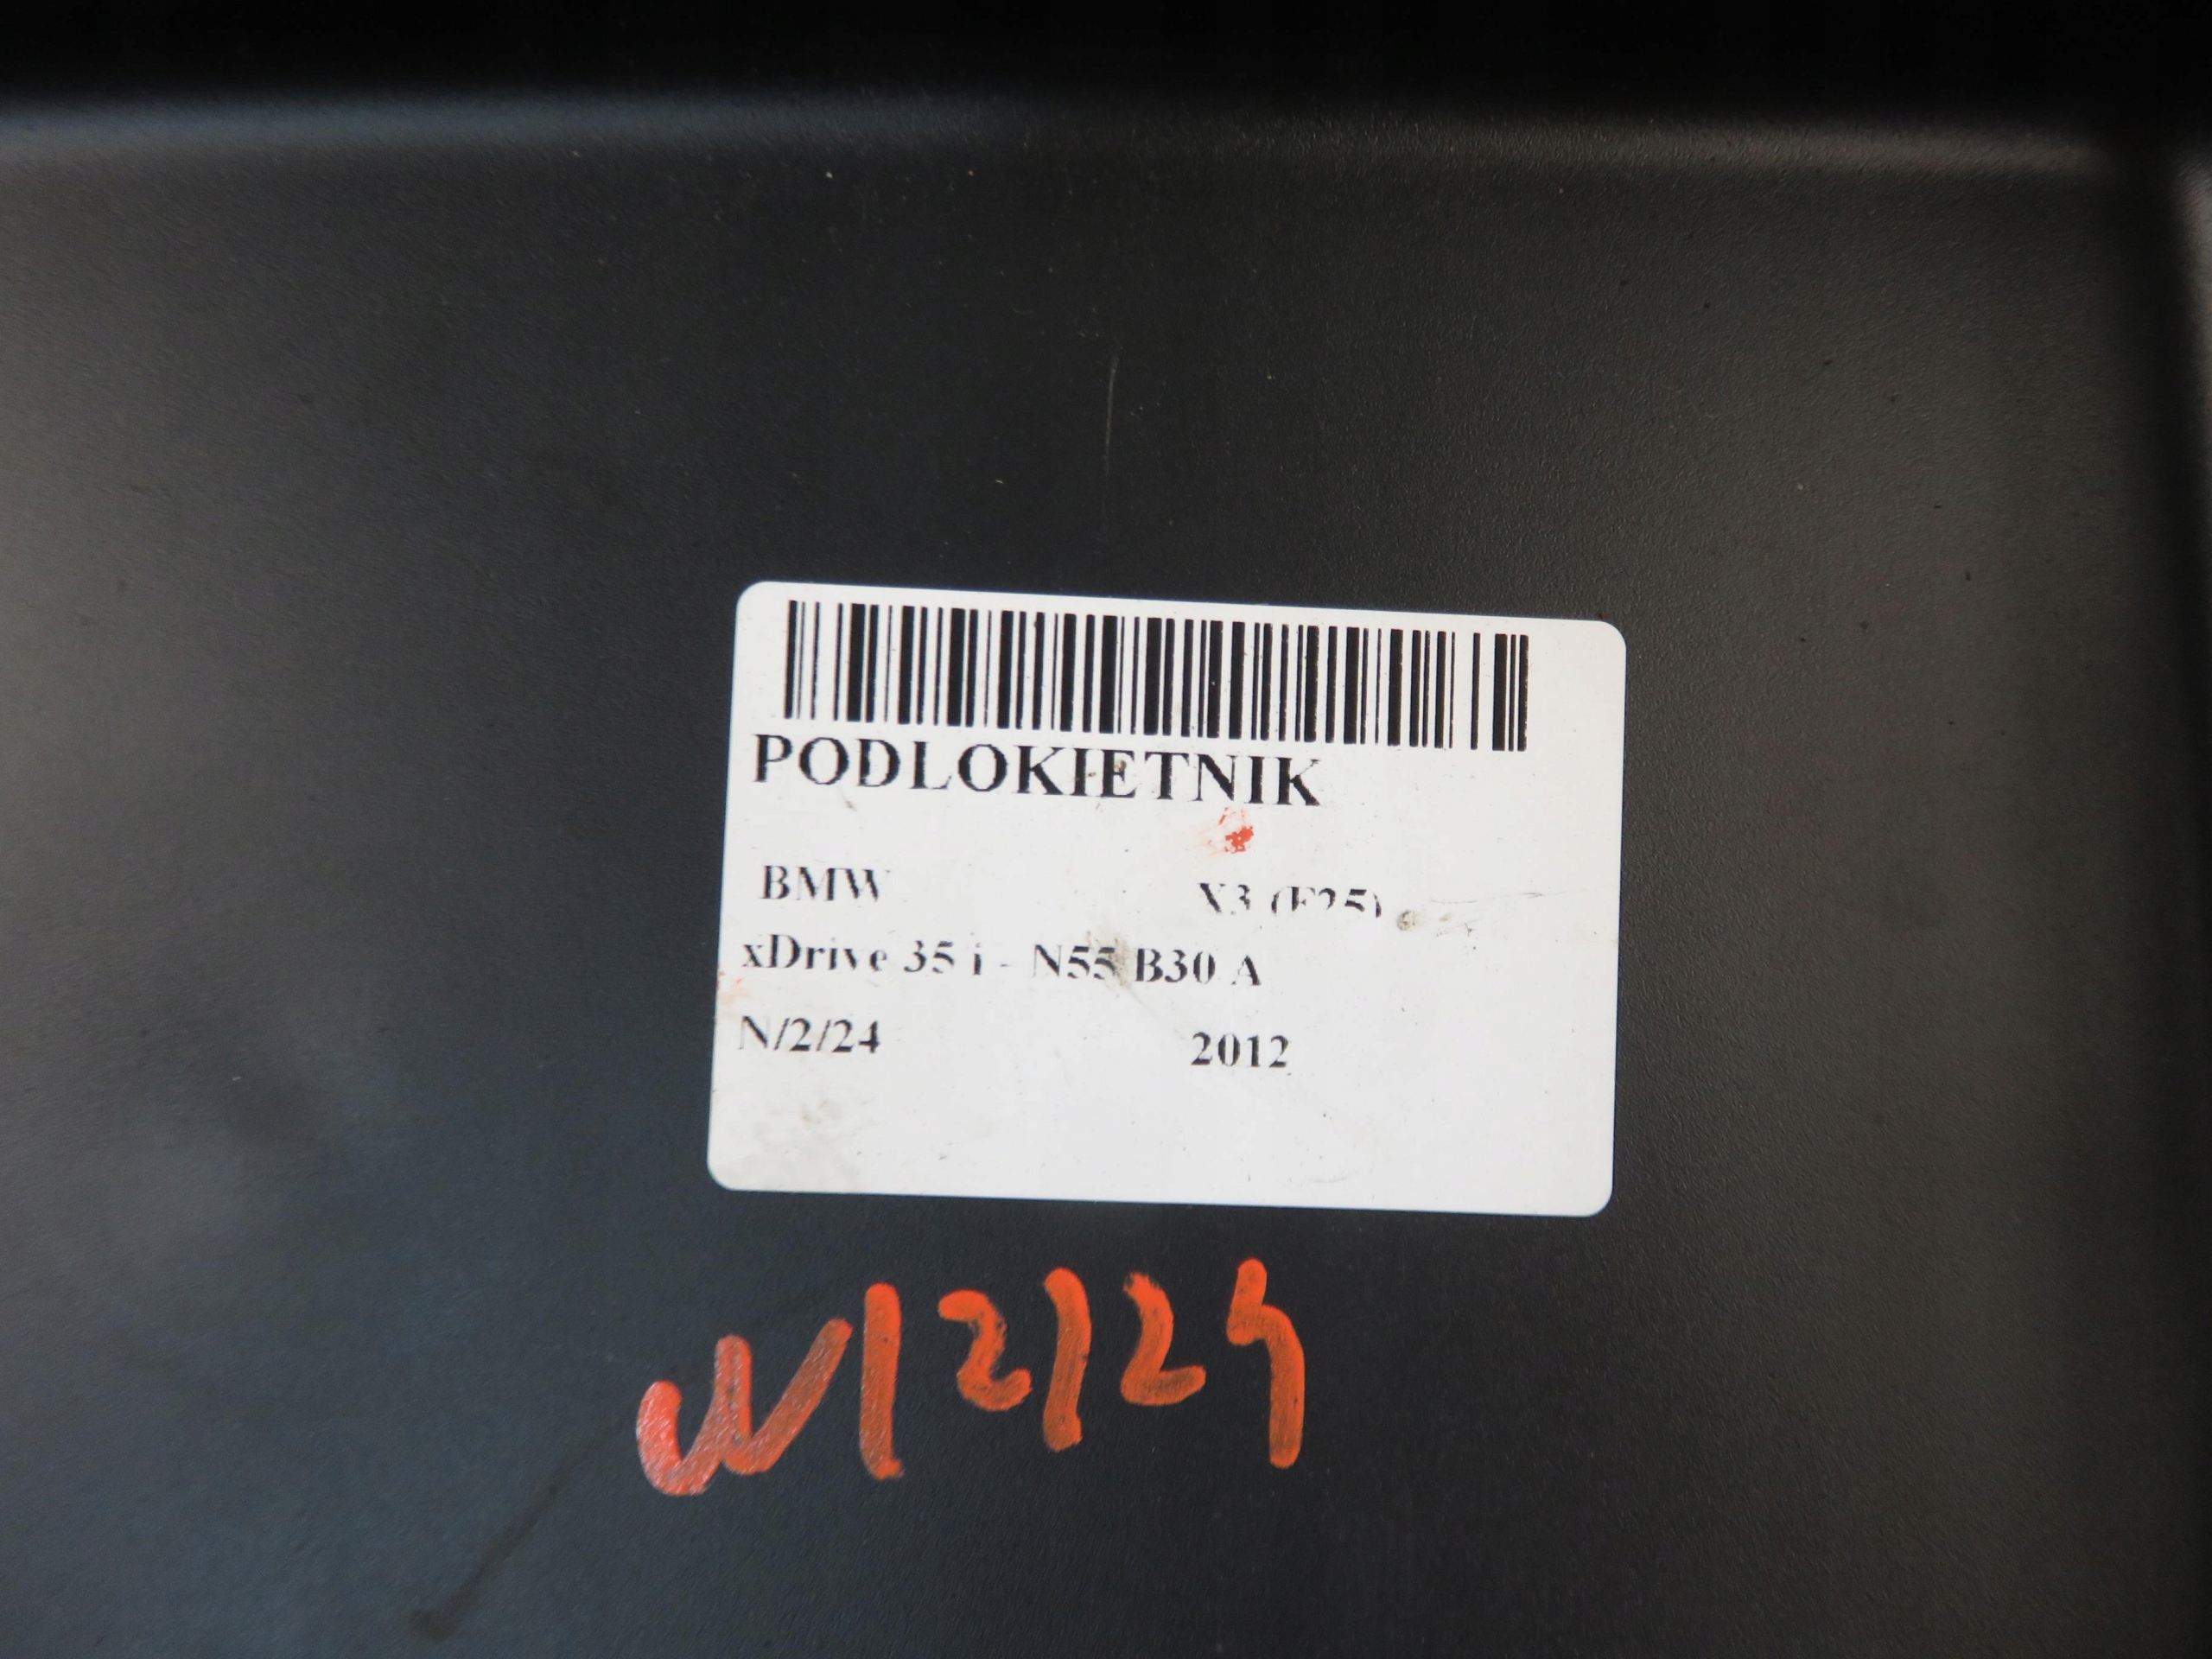 PODLOKIETNIK
BMW X3 (F25)
xDrive 35 i - N55 B30 A
N/2/24 2012
N/2/24